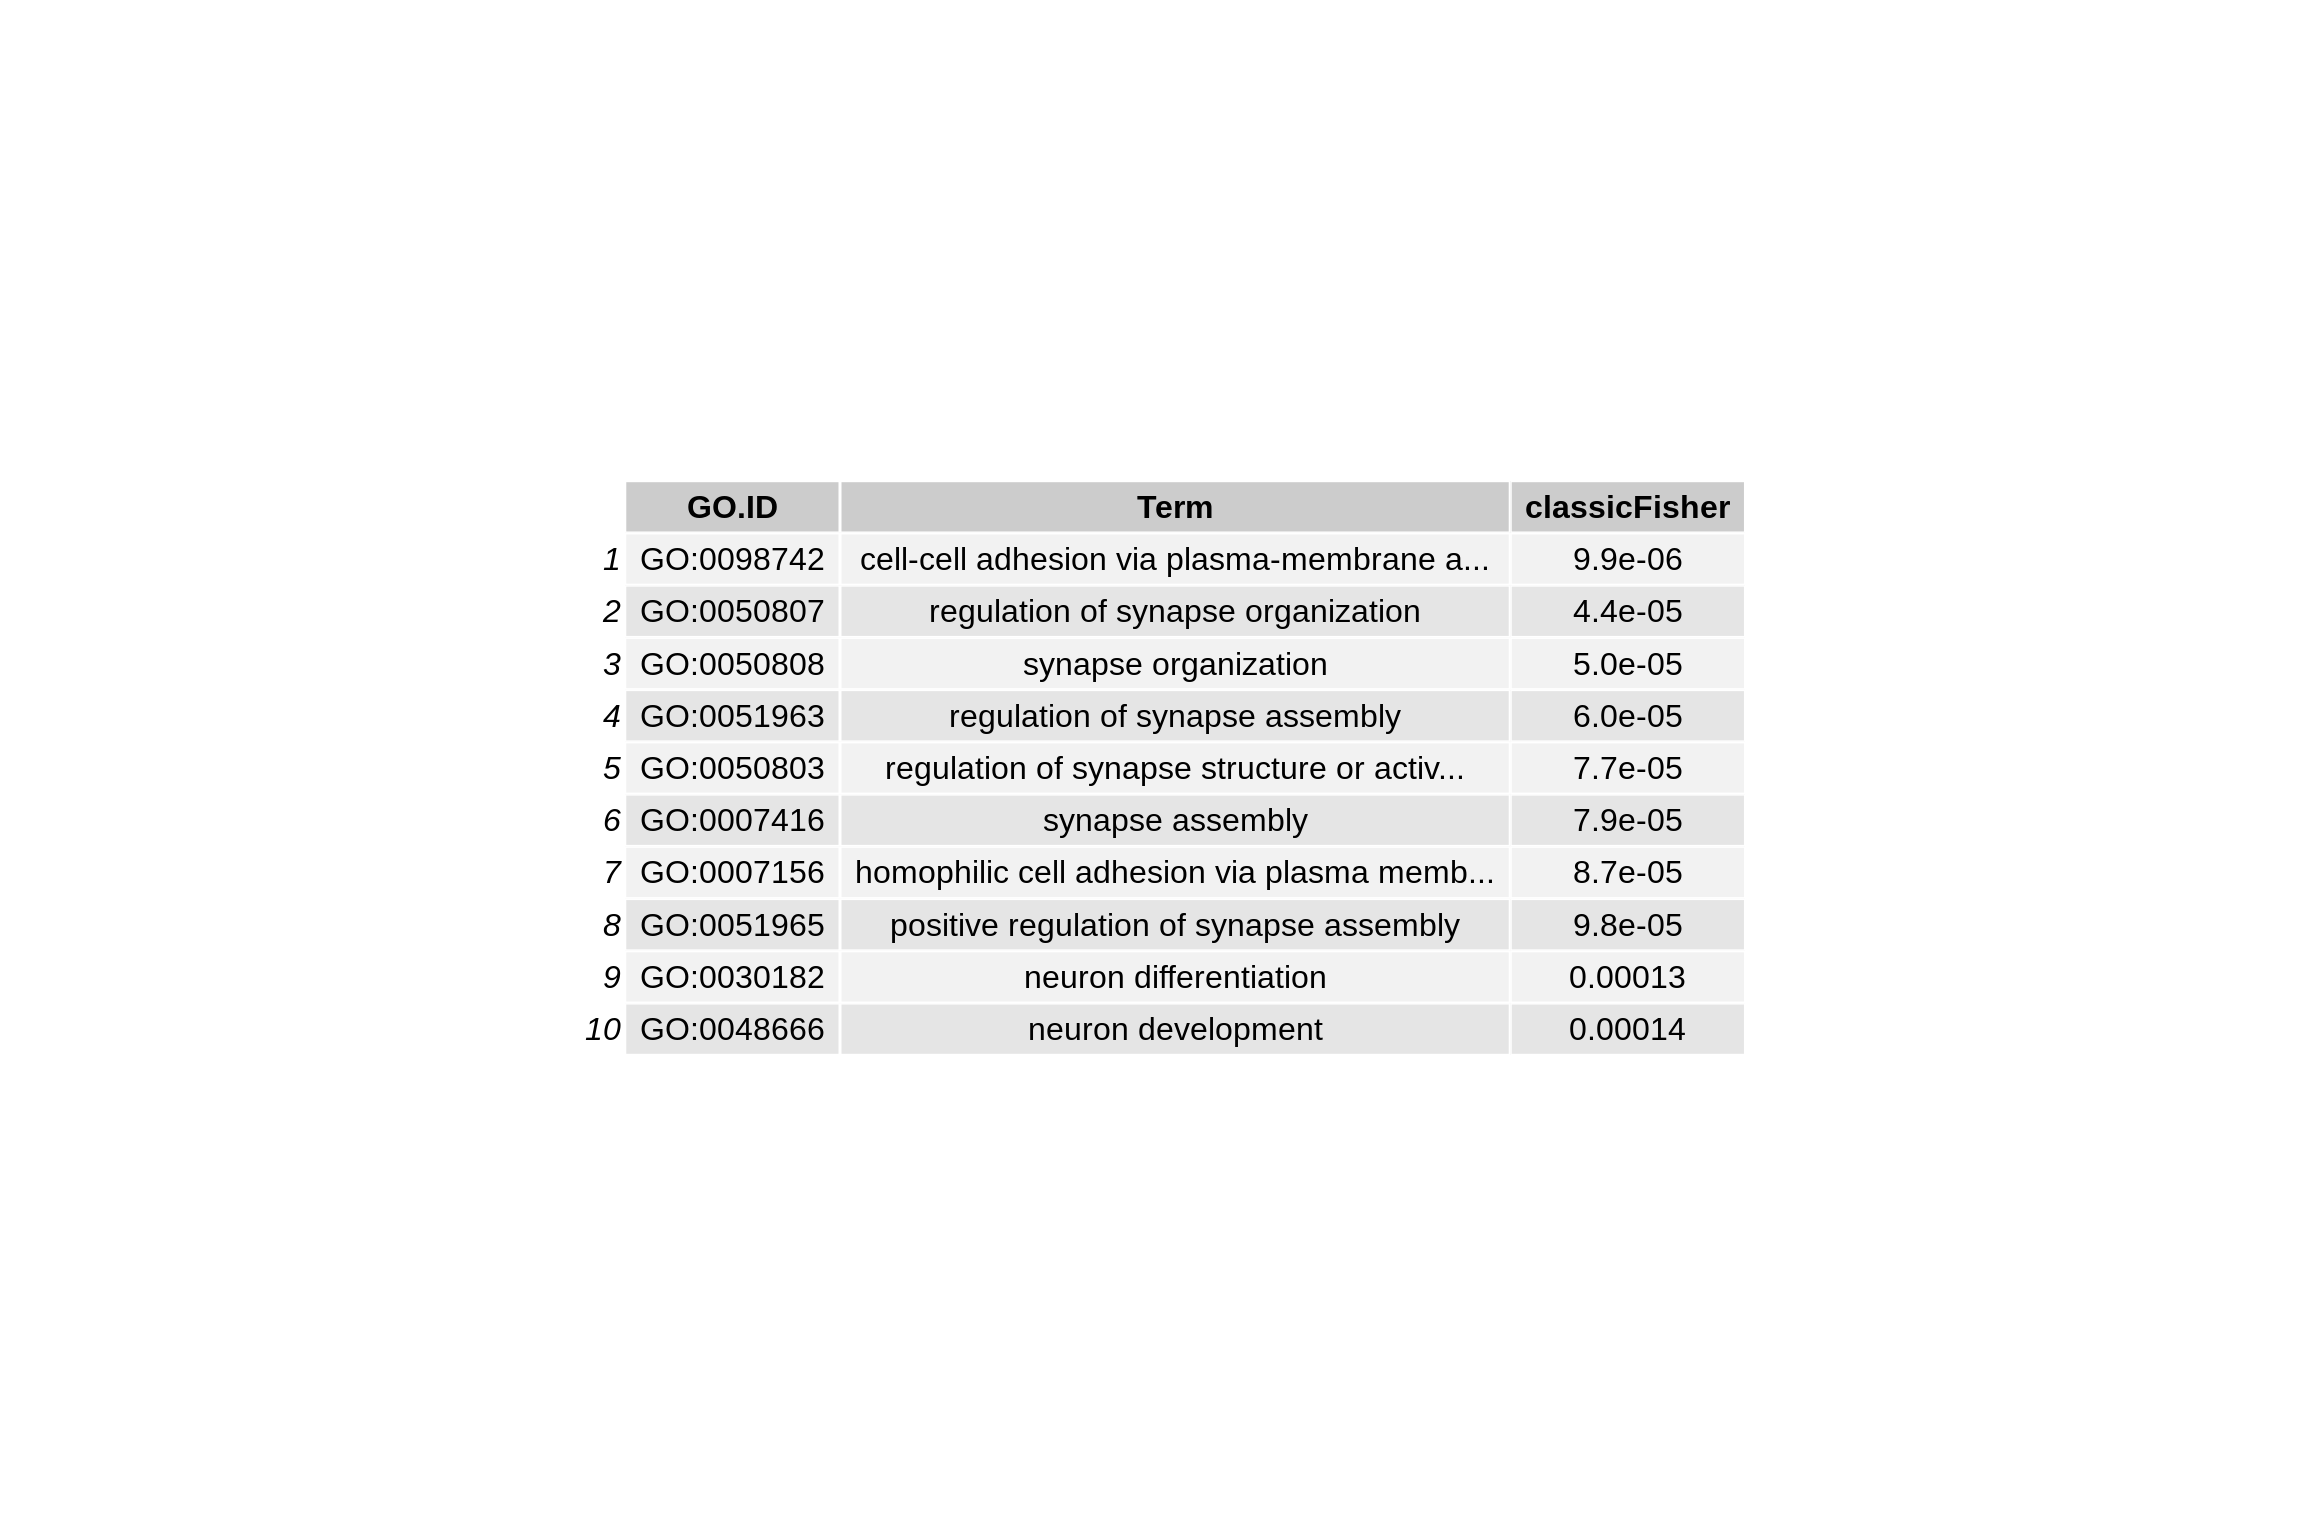 GO.ID Term classicFisher
1 GO:0098742 cell-cell adhesion via plasma-membrane a... 9.9e-06
2 GO:0050807 regulation of synapse organization 4.4e-05
3 GO:0050808 synapse organization 5.0e-05
4 GO:0051963 regulation of synapse assembly 6.0e-05
5 GO:0050803 regulation of synapse structure or activ... 7.7e-05
6 GO:0007416 synapse assembly 7.9e-05
7 GO:0007156 homophilic cell adhesion via plasma memb... 8.7e-05
8 GO:0051965 positive regulation of synapse assembly 9.8e-05
9 GO:0030182 neuron differentiation 0.00013
10 GO:0048666 neuron development 0.00014